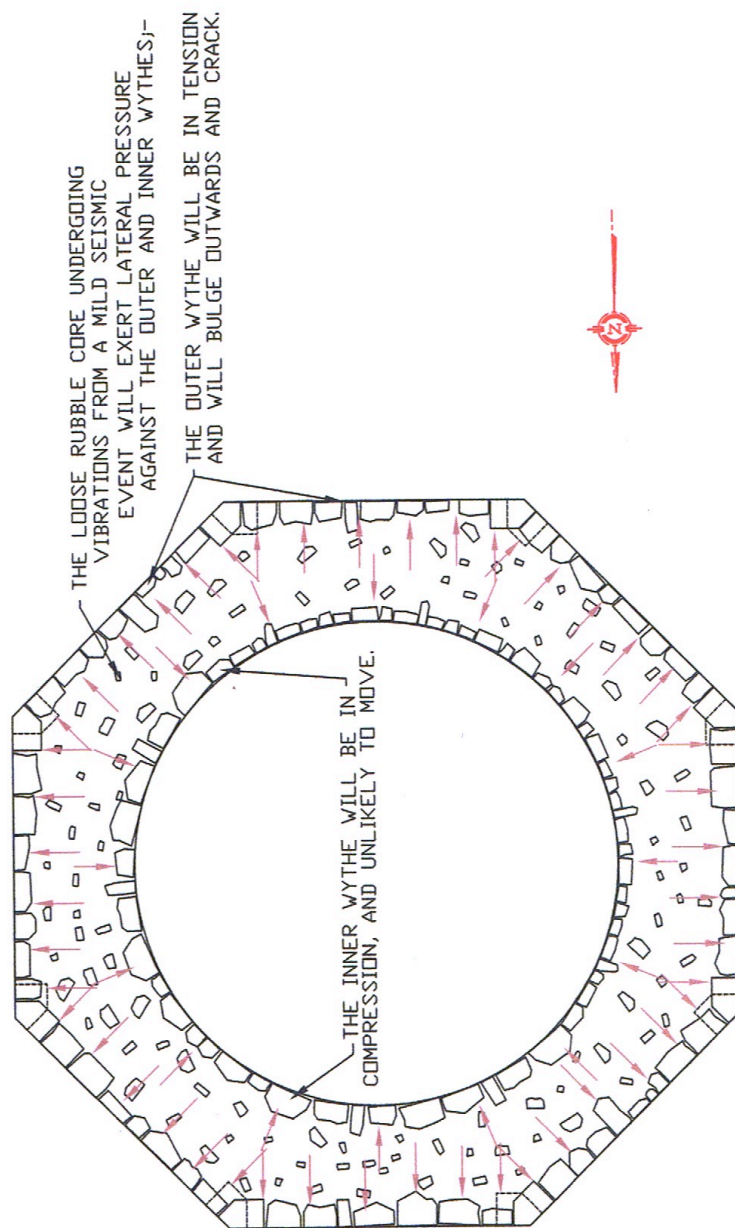 THE LOOSE RUBBLE CORE UNDERGOING
VIBRATIONS FROM A MILD SEISMIC
EVENT WILL EXERT LATERAL PRESSURE
AGAINST THE OUTER AND INNER WYTHES;-
THE OUTER WYTHE WILL BE IN TENSION
AND WILL BULGE OUTWARDS AND CRACK.
THE INNER WYTHE WILL BE IN
COMPRESSION, AND UNLIKELY TO MOVE.
N